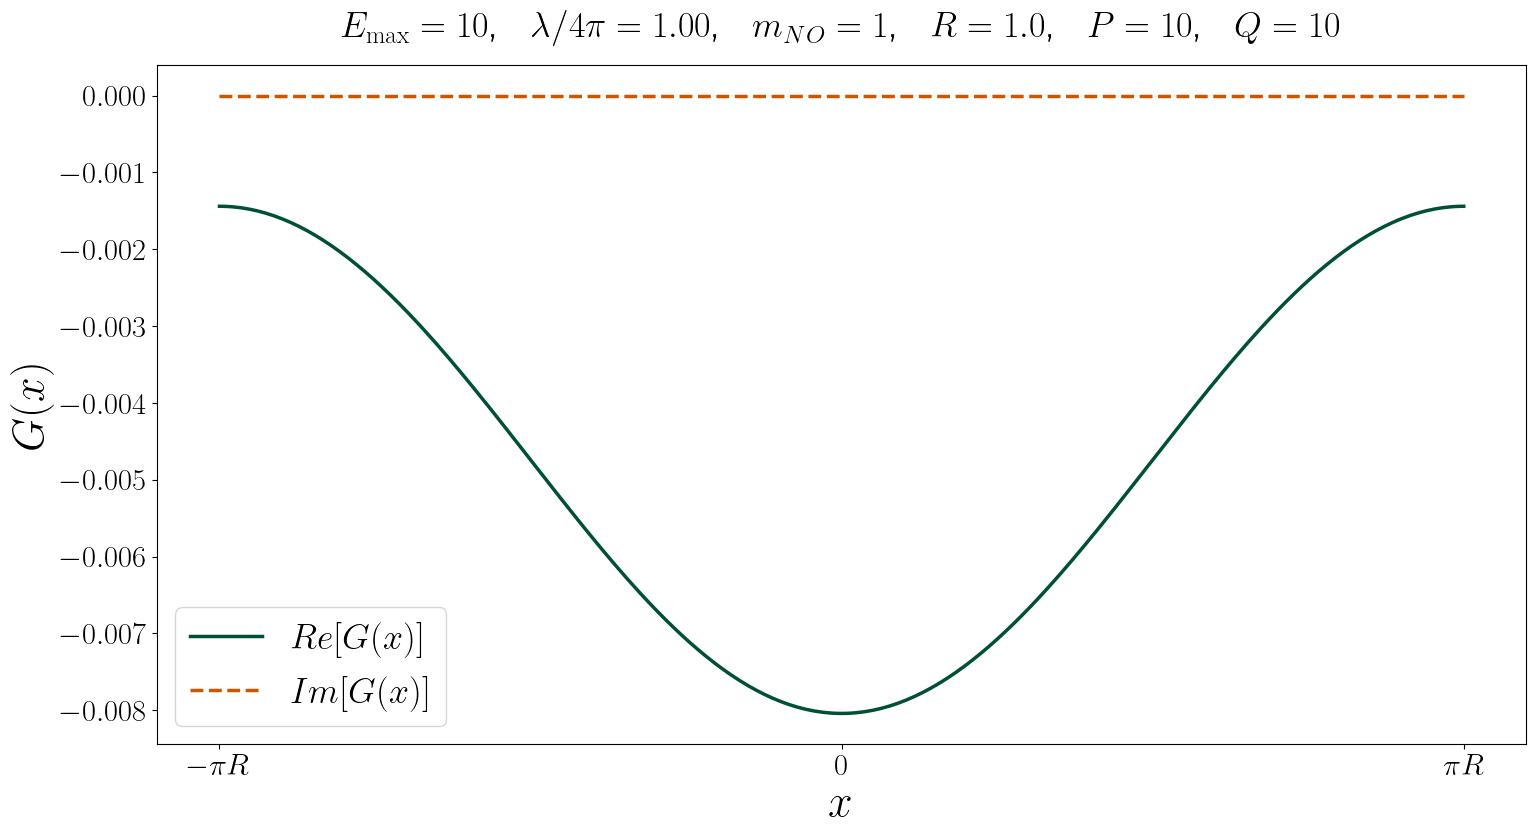 E_max = 10, λ/4π = 1.00, m_NO = 1, R = 1.0, P = 10, Q = 10
0.000
−0.001
−0.002
−0.003
−0.004
−0.005
−0.006
−0.007
−0.008
G(x)
Re[G(x)]
Im[G(x)]
−πR 0 πR
x